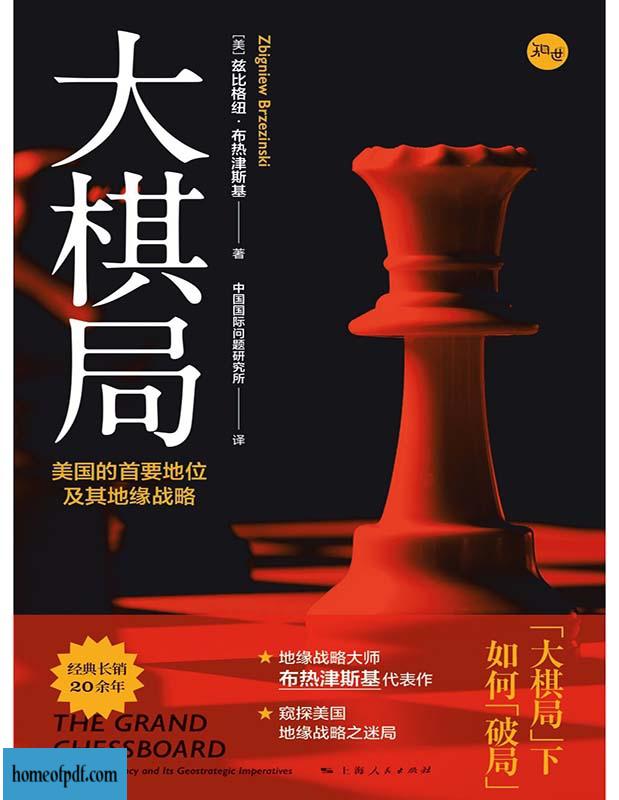 知世
大棋局
Zbigniew Brzezinski
[美] 兹比格纽·布热津斯基 —— 著
中国国际问题研究所 —— 译
美国的首要地位
及其地缘战略
「大棋局」下
如何「破局」
经典长销
20余年
★ 地缘战略大师
布热津斯基代表作
★ 窥探美国
地缘战略之迷局
THE GRAND
CHESSBOARD
and Its Geostrategic Imperatives
上海人民出版社
homeofpdf.com